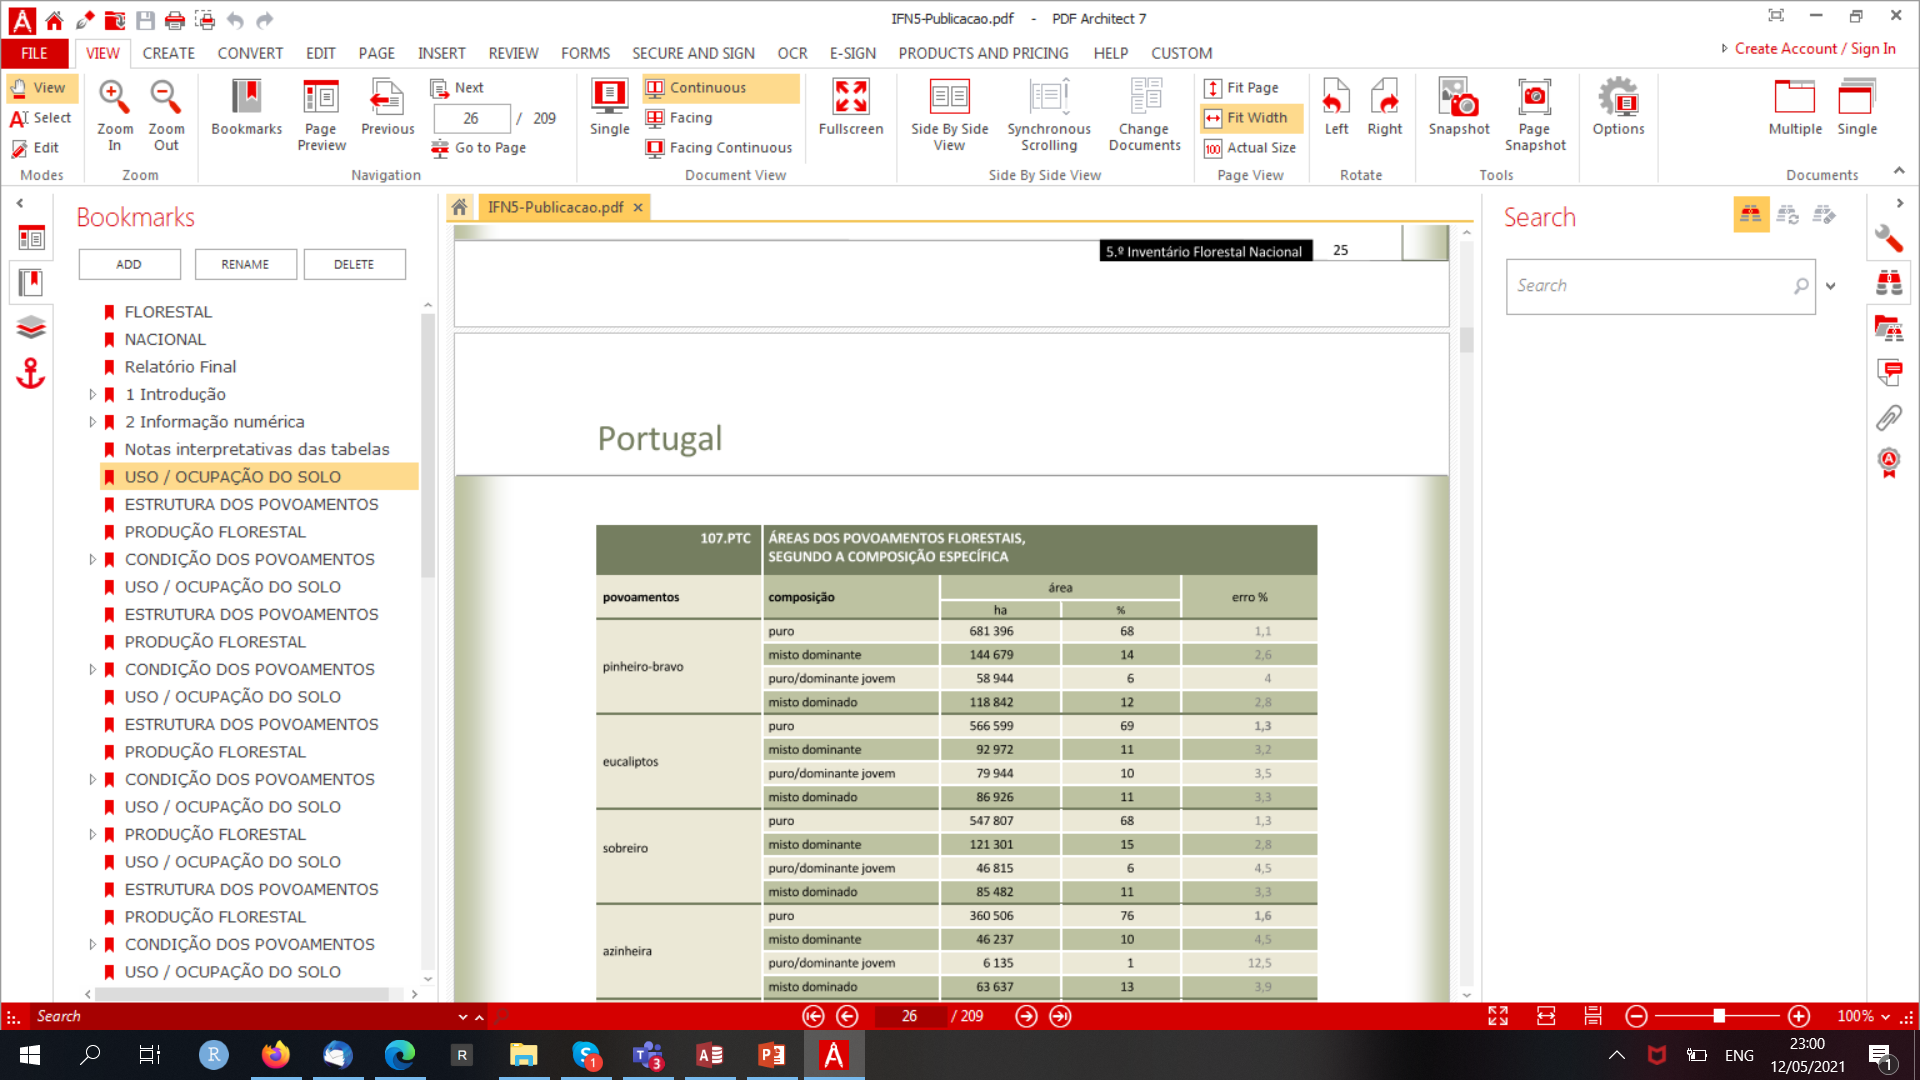 IFN5-Publicacao.pdf - PDF Architect 7
FILE VIEW CREATE CONVERT EDIT PAGE INSERT REVIEW FORMS SECURE AND SIGN OCR E-SIGN PRODUCTS AND PRICING HELP CUSTOM
Create Account / Sign In
View
Select
Edit
Modes
Zoom In
Zoom Out
Zoom
Bookmarks
Page Preview
Previous
Next
26 / 209
Go to Page
Navigation
Single
Continuous
Facing
Facing Continuous
Document View
Fullscreen
Side By Side View
Synchronous Scrolling
Change Documents
Side By Side View
Fit Page
Fit Width
100 Actual Size
Page View
Left
Right
Rotate
Snapshot
Page Snapshot
Tools
Options
Multiple
Single
Documents
Bookmarks
ADD RENAME DELETE
FLORESTAL
NACIONAL
Relatório Final
1 Introdução
2 Informação numérica
Notas interpretativas das tabelas
USO / OCUPAÇÃO DO SOLO
ESTRUTURA DOS POVOAMENTOS
PRODUÇÃO FLORESTAL
CONDIÇÃO DOS POVOAMENTOS
USO / OCUPAÇÃO DO SOLO
ESTRUTURA DOS POVOAMENTOS
PRODUÇÃO FLORESTAL
CONDIÇÃO DOS POVOAMENTOS
USO / OCUPAÇÃO DO SOLO
ESTRUTURA DOS POVOAMENTOS
PRODUÇÃO FLORESTAL
CONDIÇÃO DOS POVOAMENTOS
USO / OCUPAÇÃO DO SOLO
PRODUÇÃO FLORESTAL
USO / OCUPAÇÃO DO SOLO
ESTRUTURA DOS POVOAMENTOS
PRODUÇÃO FLORESTAL
CONDIÇÃO DOS POVOAMENTOS
USO / OCUPAÇÃO DO SOLO
IFN5-Publicacao.pdf
5.º Inventário Florestal Nacional 25
Portugal
107.PTC ÁREAS DOS POVOAMENTOS FLORESTAIS,
SEGUNDO A COMPOSIÇÃO ESPECÍFICA
povoamentos composição área erro %
ha %
pinheiro-bravo
puro 681 396 68 1,1
misto dominante 144 679 14 2,6
puro/dominante jovem 58 944 6 4
misto dominado 118 842 12 2,8
eucaliptos
puro 566 599 69 1,3
misto dominante 92 972 11 3,2
puro/dominante jovem 79 944 10 3,5
misto dominado 86 926 11 3,3
sobreiro
puro 547 807 68 1,3
misto dominante 121 301 15 2,8
puro/dominante jovem 46 815 6 4,5
misto dominado 85 482 11 3,3
azinheira
puro 360 506 76 1,6
misto dominante 46 237 10 4,5
puro/dominante jovem 6 135 1 12,5
misto dominado 63 637 13 3,9
Search
Search
Search 26 / 209 100%
R R 1 3 ENG 23:00
12/05/2021 1